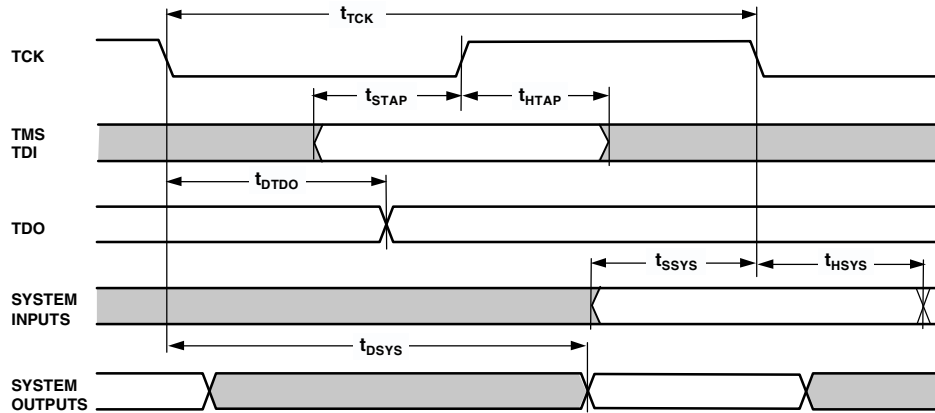 tTCK
TCK
tSTAP
tHTAP
TMS
TDI
tDTDO
TDO
tSSYS
tHSYS
SYSTEM
INPUTS
tDSYS
SYSTEM
OUTPUTS